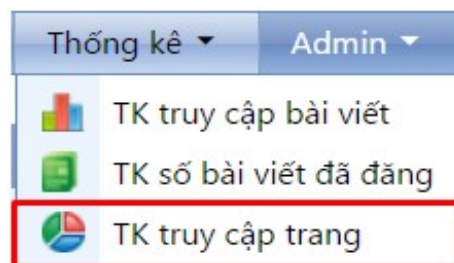 Thống kê Admin
TK truy cập bài viết
TK số bài viết đã đăng
TK truy cập trang